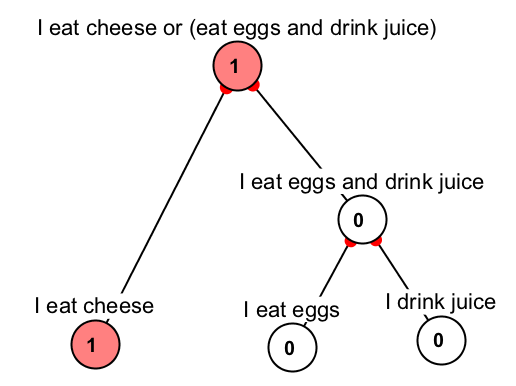 I eat cheese or (eat eggs and drink juice)
1
I eat eggs and drink juice
0
I eat cheese
I eat eggs
I drink juice
1
0
0